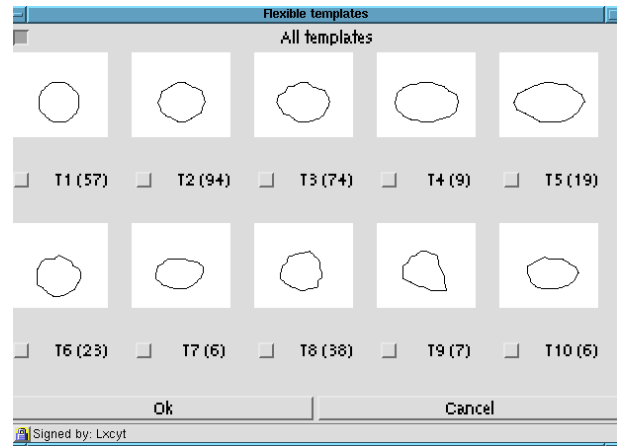 Flexible templates
All templates
T1 (57) T2 (94) T3 (74) T4 (9) T5 (19)
T6 (23) T7 (6) T8 (38) T9 (7) T10 (6)
Ok Cancel
Signed by: Lxcyt